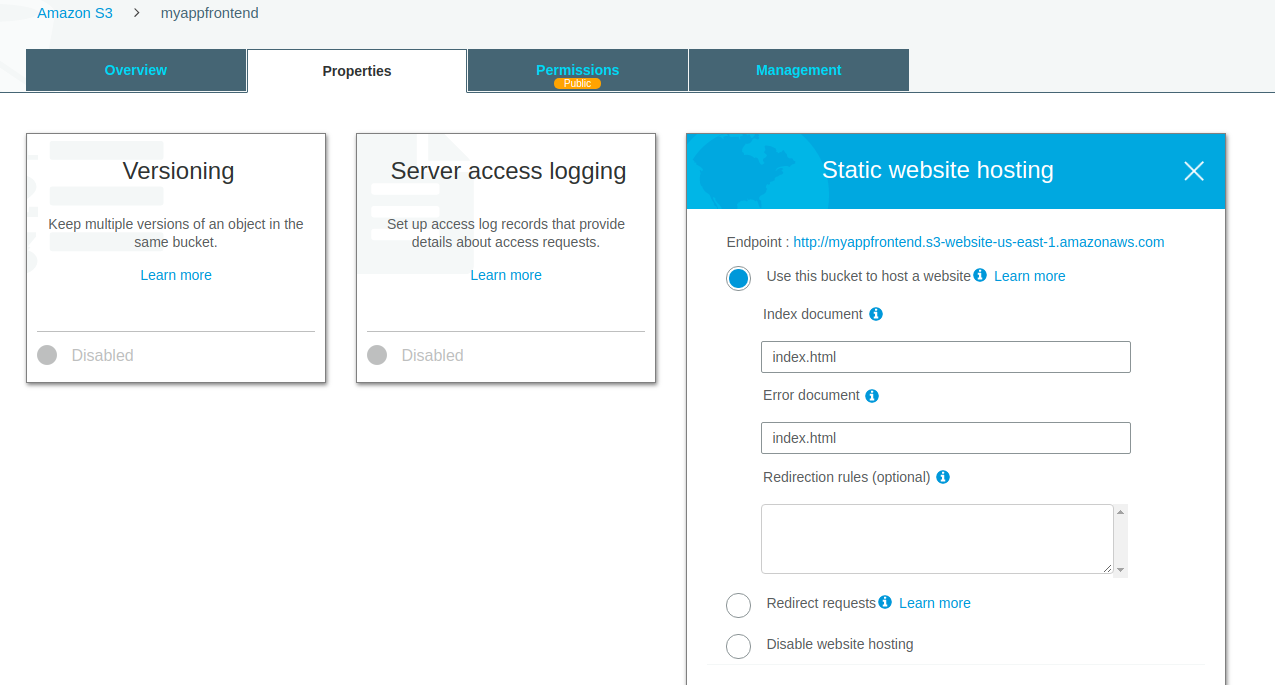 Amazon S3 > myappfrontend
Overview
Properties
Permissions
Public
Management
Versioning
Keep multiple versions of an object in the
same bucket.
Learn more
Disabled
Server access logging
Set up access log records that provide
details about access requests.
Learn more
Disabled
Static website hosting
Endpoint : http://myappfrontend.s3-website-us-east-1.amazonaws.com
Use this bucket to host a website Learn more
Index document
index.html
Error document
index.html
Redirection rules (optional)
Redirect requests Learn more
Disable website hosting